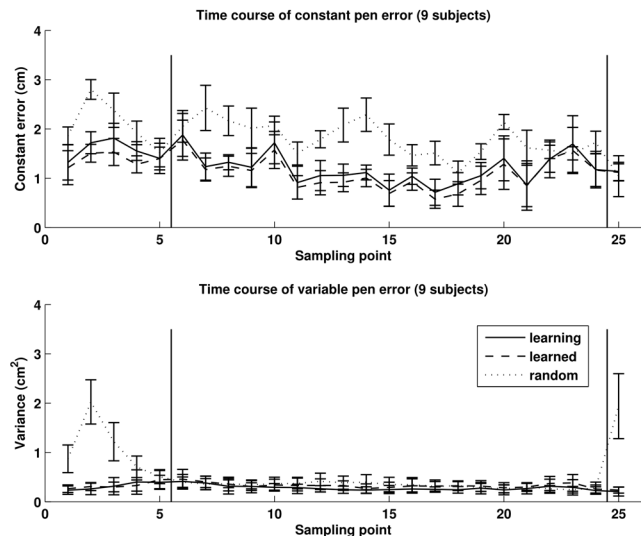 Time course of constant pen error (9 subjects)
4
3
2
1
0
Constant error (cm)
0 5 10 15 20 25
Sampling point
Time course of variable pen error (9 subjects)
4
3
2
1
0
Variance (cm²)
learning
learned
random
0 5 10 15 20 25
Sampling point